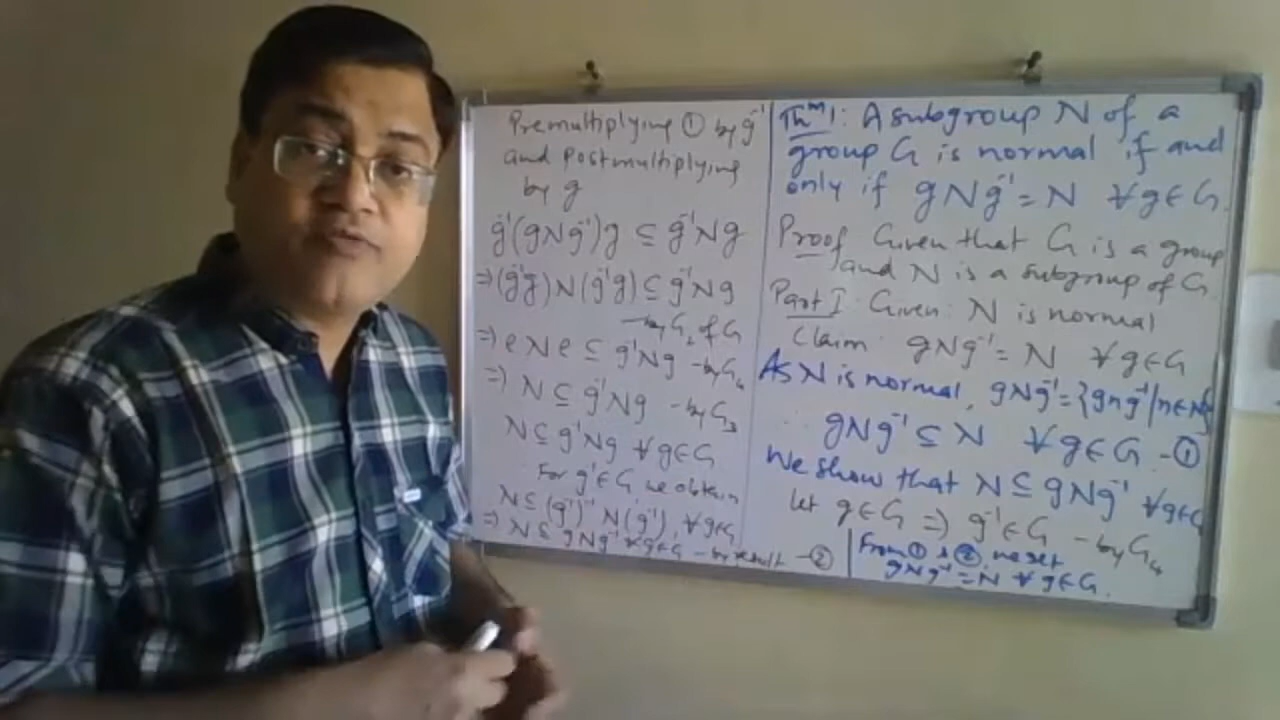 Thm 1: A subgroup N of a
group G is normal if and
only if gNg⁻¹ = N ∀ g ∈ G.
Proof Given that G is a group
and N is a subgroup of G.
Part I: Given: N is normal
Claim: gNg⁻¹ = N ∀ g ∈ G
As N is normal, gNg⁻¹ = {gng⁻¹ | n ∈ N}
∴ gNg⁻¹ ⊆ N ∀ g ∈ G - ①
We show that N ⊆ gNg⁻¹ ∀ g ∈ G
let g ∈ G ⇒ g⁻¹ ∈ G - by G₄
Premultiplying ① by g⁻¹
and Postmultiplying
by g
g⁻¹(gNg⁻¹)g ⊆ g⁻¹Ng
⇒ (g⁻¹g)N(g⁻¹g) ⊆ g⁻¹Ng
- by G₂ of G
⇒ eNe ⊆ g⁻¹Ng - by G₄
⇒ N ⊆ g⁻¹Ng - by G₃
N ⊆ g⁻¹Ng ∀ g ∈ G
For g⁻¹ ∈ G, we obtain
N ⊆ (g⁻¹)⁻¹ N(g⁻¹), ∀ g ∈ G
⇒ N ⊆ gNg⁻¹ ∀ g ∈ G - by result - ②
From ① & ②, we get
gNg⁻¹ = N ∀ g ∈ G.